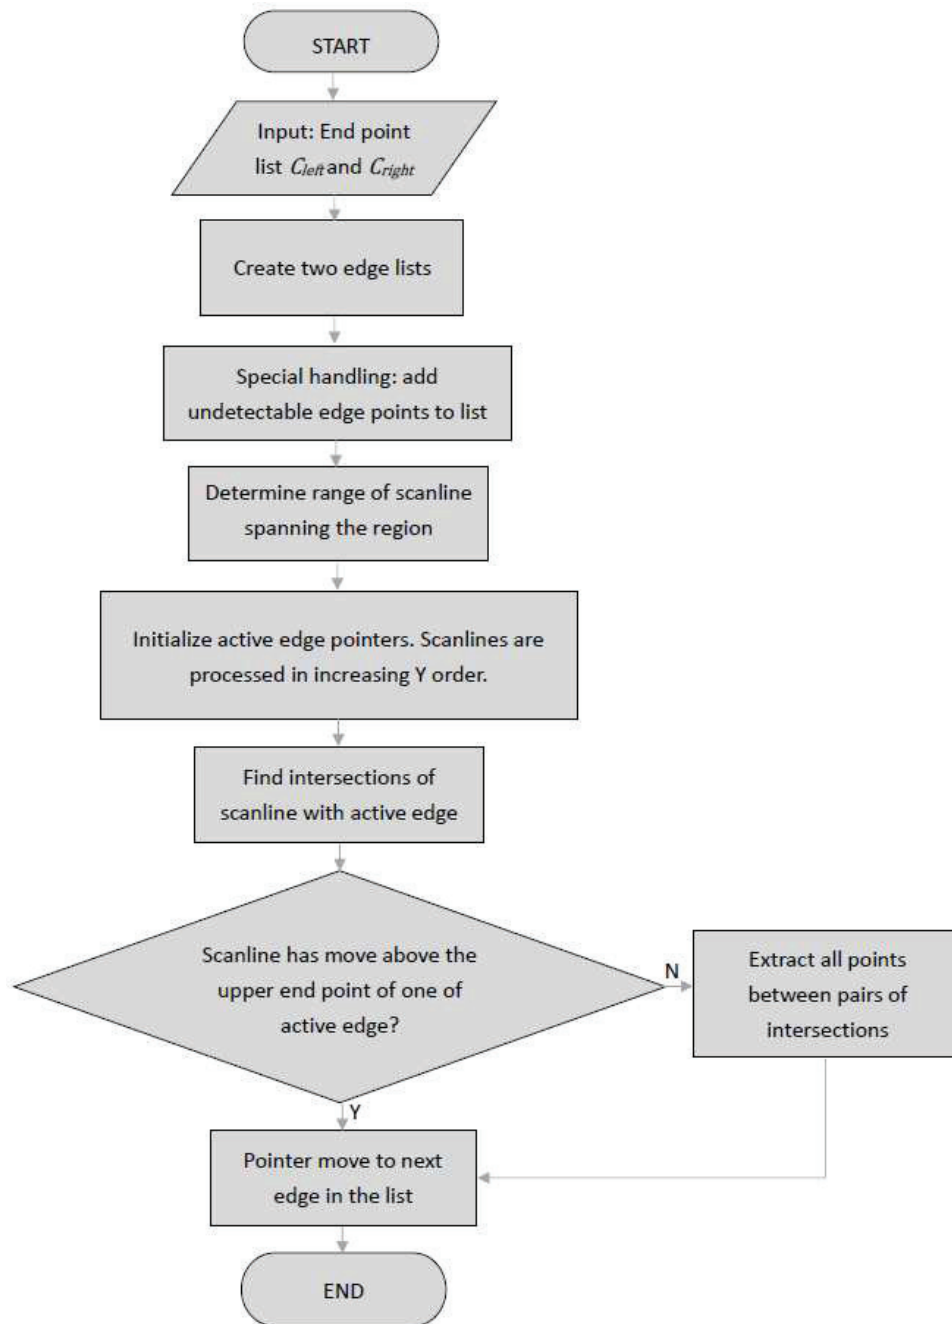 START
Input: End point
list Cleft and Cright
Create two edge lists
Special handling: add
undetectable edge points to list
Determine range of scanline
spanning the region
Initialize active edge pointers. Scanlines are
processed in increasing Y order.
Find intersections of
scanline with active edge
Scanline has move above the
upper end point of one of
active edge?
N
Extract all points
between pairs of
intersections
Y
Pointer move to next
edge in the list
END